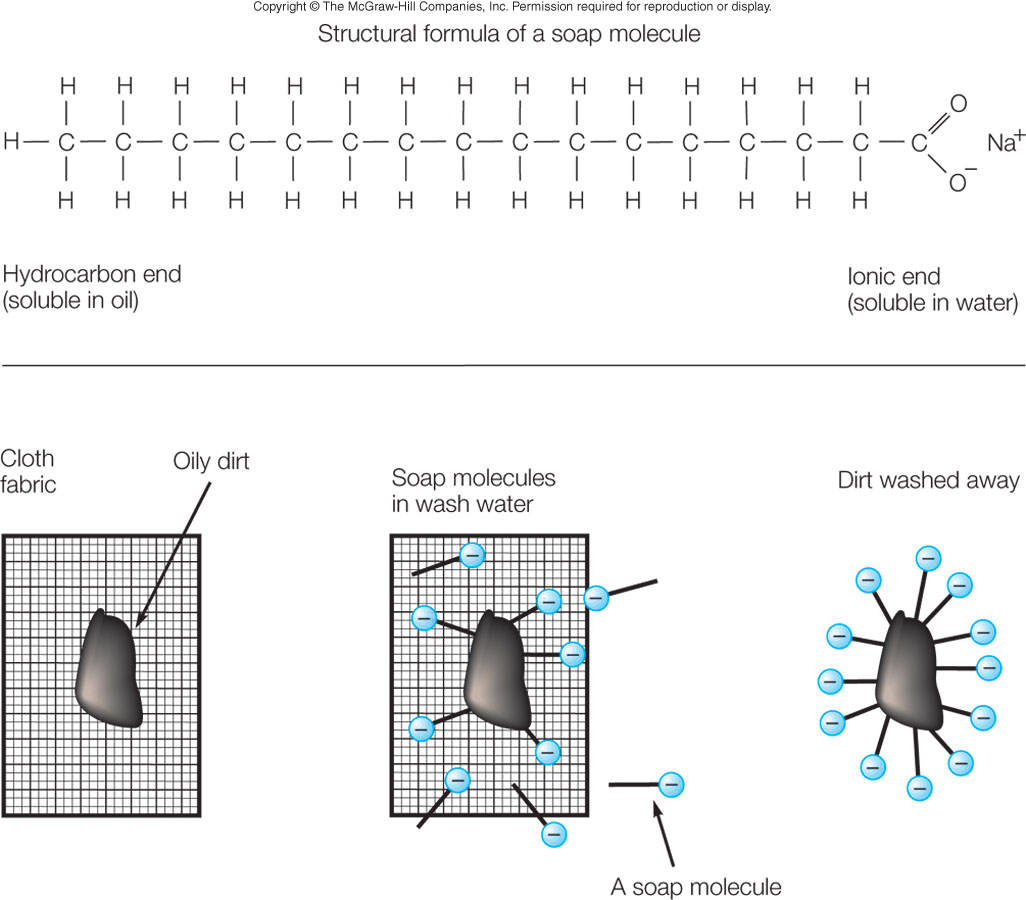 Copyright © The McGraw-Hill Companies, Inc. Permission required for reproduction or display.
Structural formula of a soap molecule
H H H H H H H H H H H H H H H
O
H — C — C — C — C — C — C — C — C — C — C — C — C — C — C — C — C Na+
O−
H H H H H H H H H H H H H H H
Hydrocarbon end
(soluble in oil)
Ionic end
(soluble in water)
Cloth
fabric
Oily dirt
Soap molecules
in wash water
Dirt washed away
− − − − − − − − − −
− − − − − − − − − − − −
A soap molecule